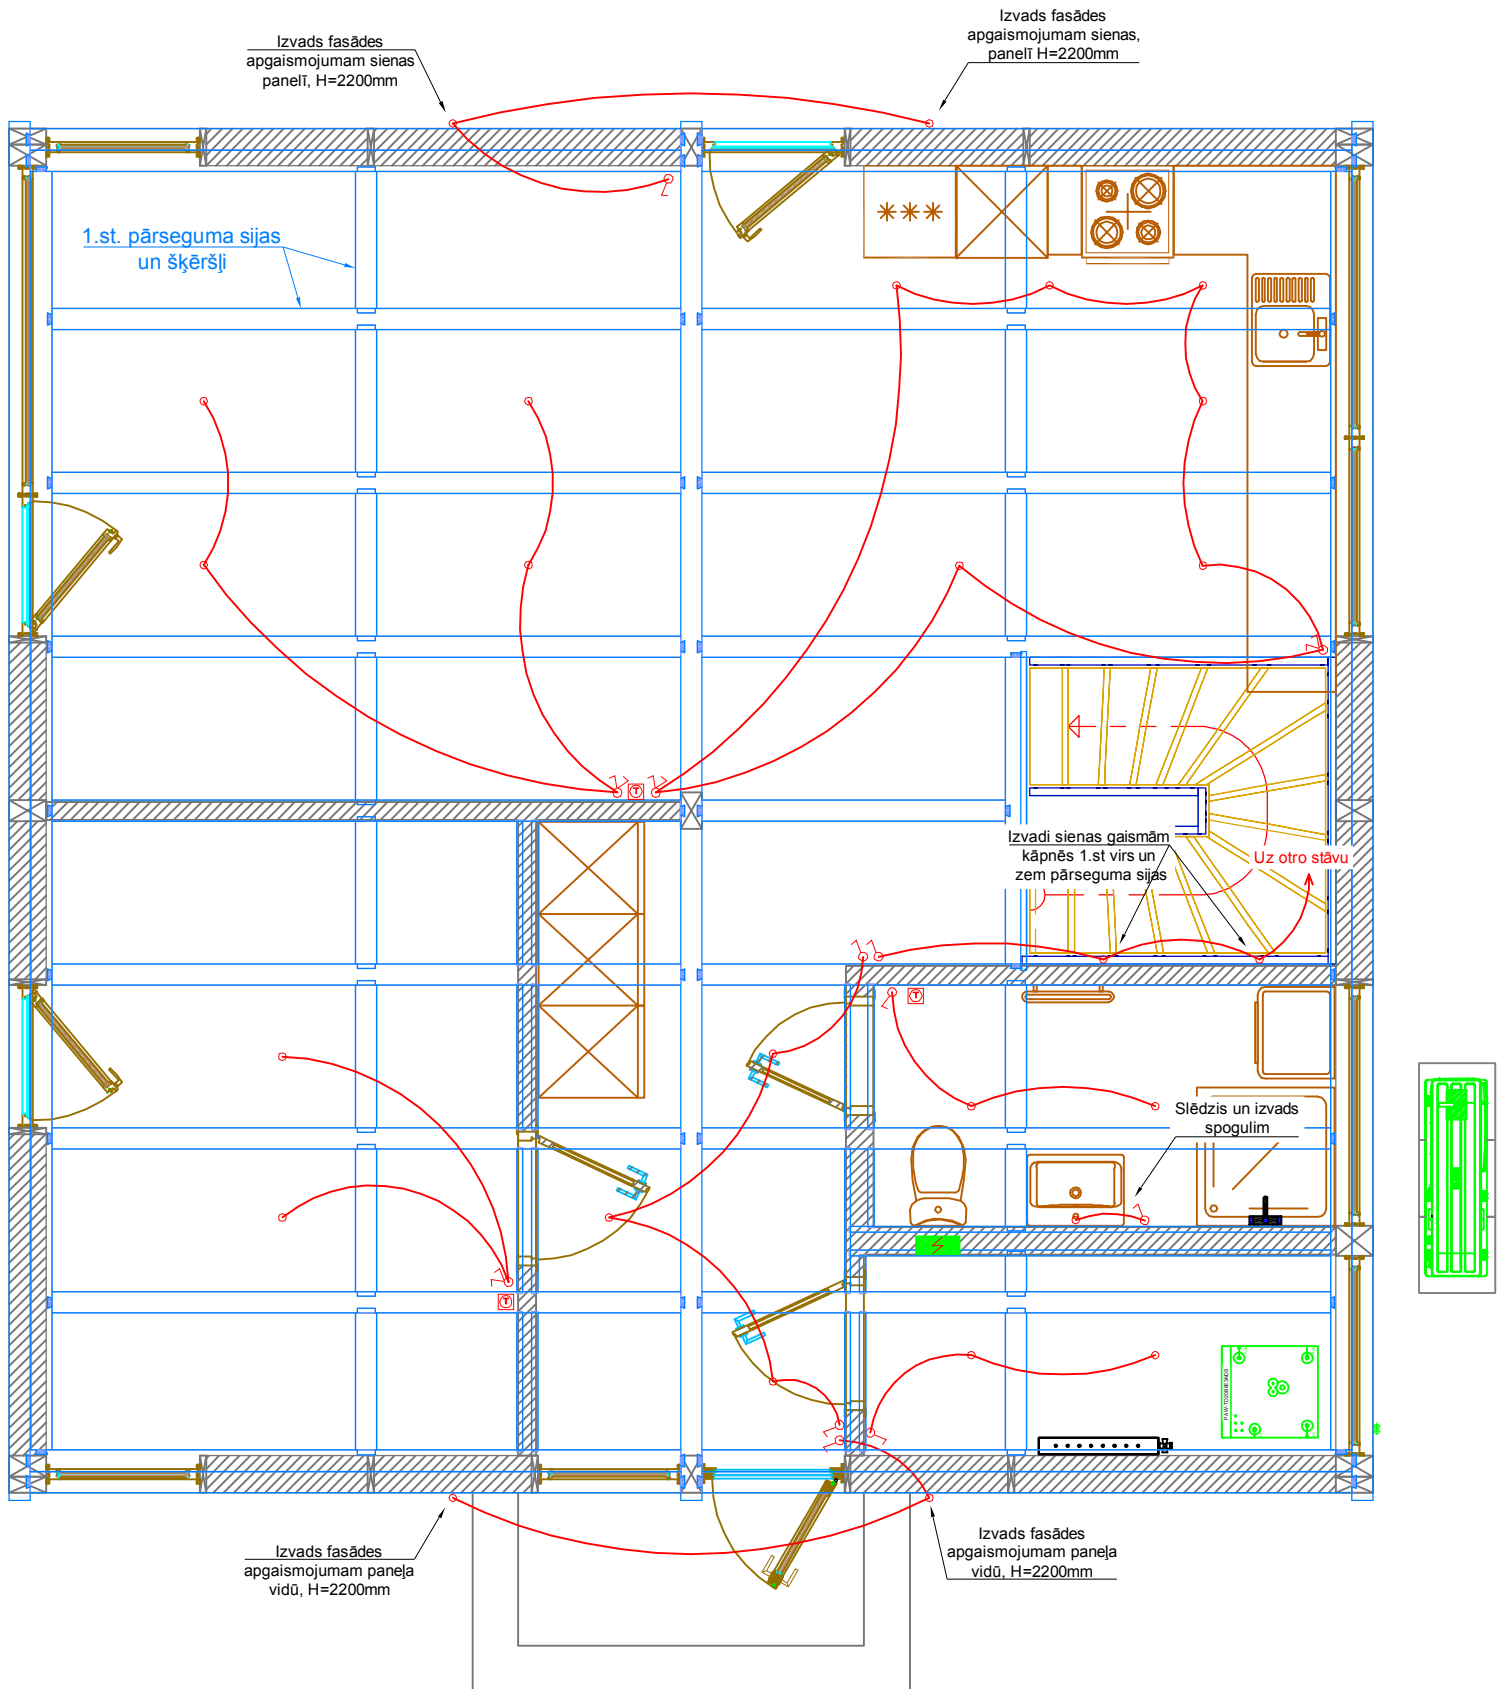 Izvads fasādes
apgaismojumam sienas
panelī, H=2200mm
Izvads fasādes
apgaismojumam sienas,
panelī H=2200mm
1.st. pārseguma sijas
un šķēršļi
T
Izvadi sienas gaismām
kāpnēs 1.st virs un
zem pārseguma sijas
Uz otro stāvu
T
Slēdzis un izvads
spogulim
T
Izvads fasādes
apgaismojumam paneļa
vidū, H=2200mm
Izvads fasādes
apgaismojumam paneļa
vidū, H=2200mm